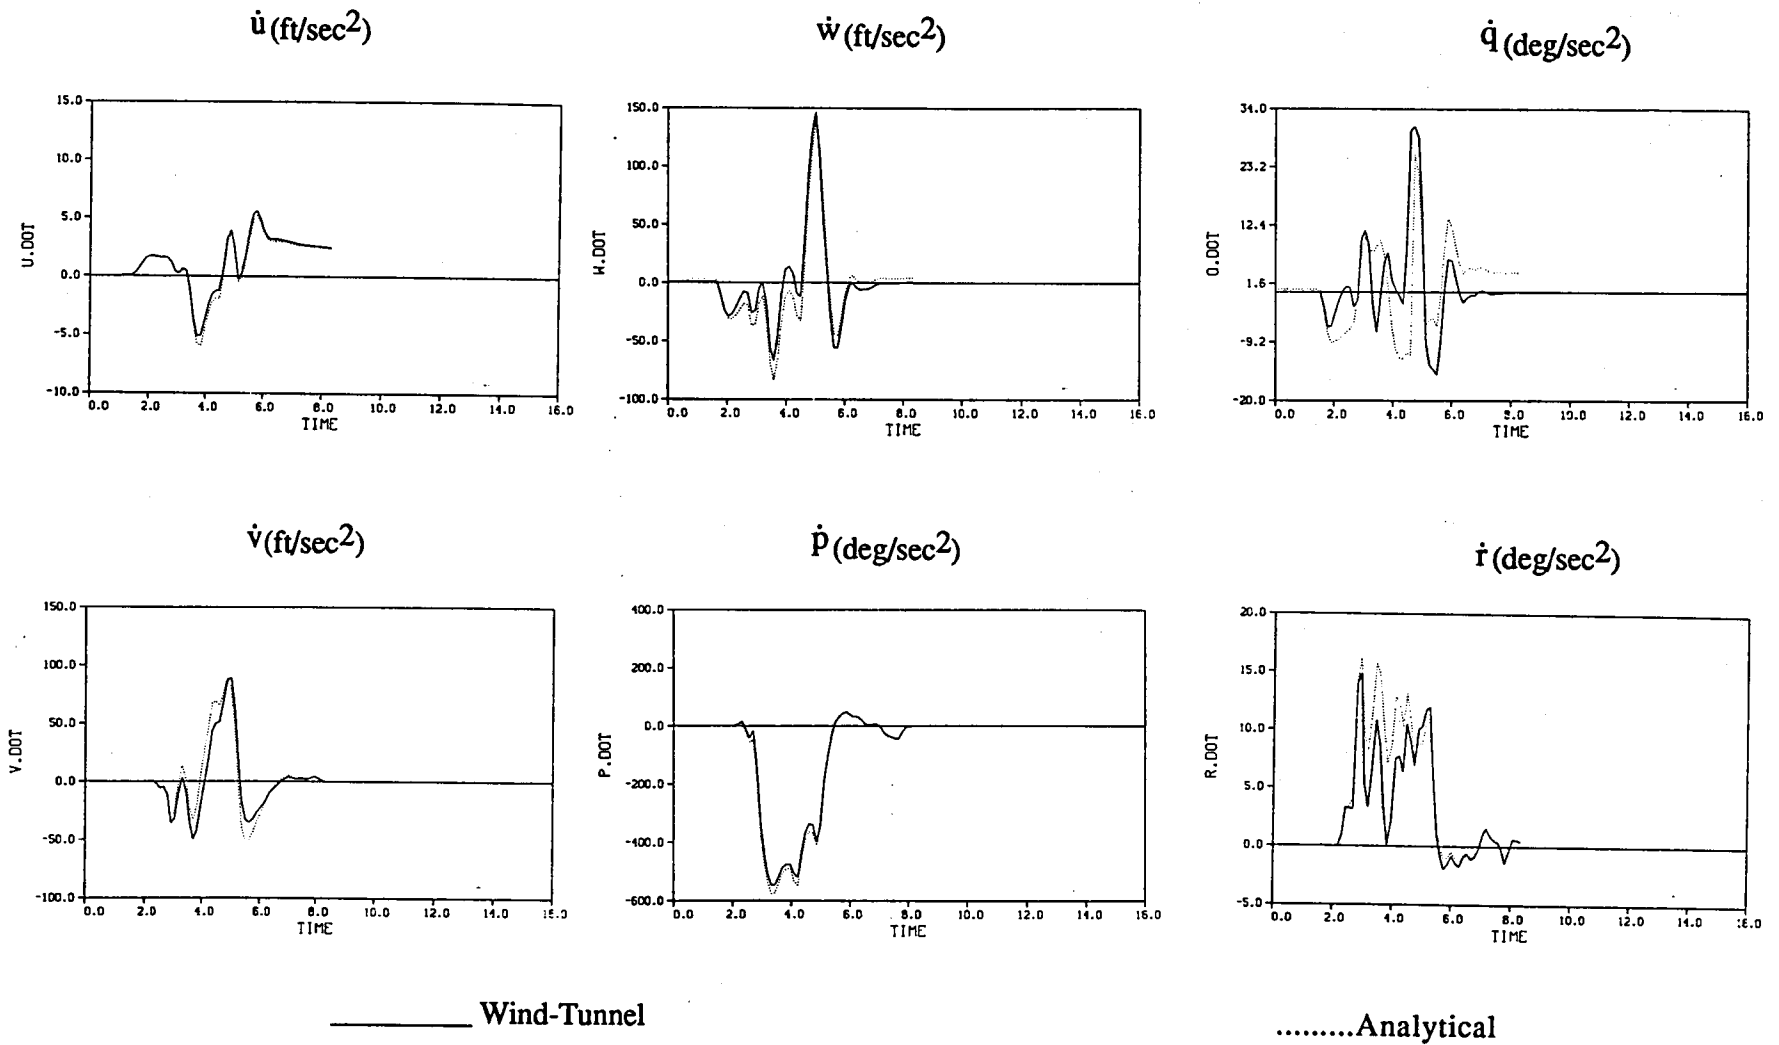 u̇ (ft/sec2)
ẇ (ft/sec2)
q̇ (deg/sec2)
15.0
10.0
5.0
0.0
-5.0
-10.0
U.DOT
0.0 2.0 4.0 6.0 8.0 10.0 12.0 14.0 16.0
TIME
150.0
100.0
50.0
0.0
-50.0
-100.0
W.DOT
0.0 2.0 4.0 6.0 8.0 10.0 12.0 14.0 16.0
TIME
34.0
23.2
12.4
1.6
-9.2
-20.0
Q.DOT
0.0 2.0 4.0 6.0 8.0 10.0 12.0 14.0 16.0
TIME
v̇ (ft/sec2)
ṗ (deg/sec2)
ṙ (deg/sec2)
150.0
100.0
50.0
0.0
-50.0
-100.0
V.DOT
0.0 2.0 4.0 6.0 8.0 10.0 12.0 14.0 16.0
TIME
400.0
200.0
0.0
-200.0
-400.0
-600.0
P.DOT
0.0 2.0 4.0 6.0 8.0 10.0 12.0 14.0 16.0
TIME
20.0
15.0
10.0
5.0
0.0
-5.0
R.DOT
0.0 2.0 4.0 6.0 8.0 10.0 12.0 14.0 16.0
TIME
Wind-Tunnel
.........Analytical